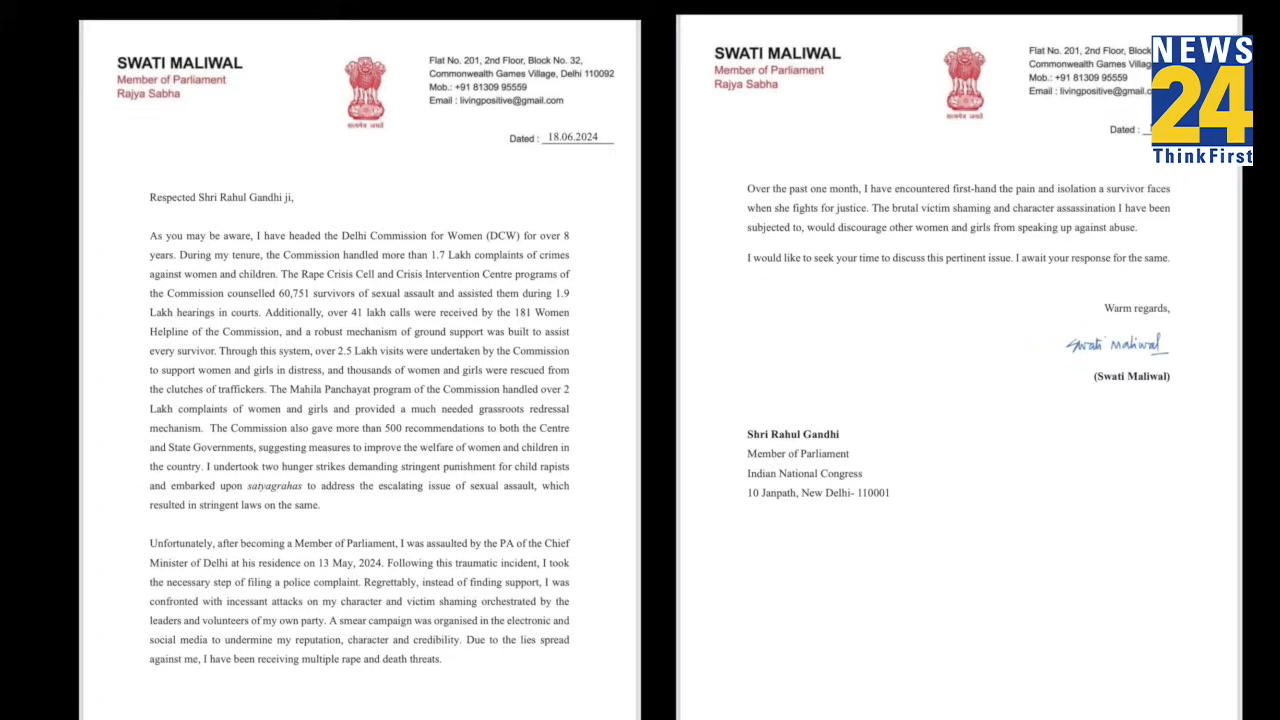 SWATI MALIWAL
Member of Parliament
Rajya Sabha
सत्यमेव जयते
Flat No. 201, 2nd Floor, Block No. 32,
Commonwealth Games Village, Delhi 110092
Mob.: +91 81309 95559
Email : livingpositive@gmail.com
Dated : 18.06.2024
Respected Shri Rahul Gandhi ji,
As you may be aware, I have headed the Delhi Commission for Women (DCW) for over 8
years. During my tenure, the Commission handled more than 1.7 Lakh complaints of crimes
against women and children. The Rape Crisis Cell and Crisis Intervention Centre programs of
the Commission counselled 60,751 survivors of sexual assault and assisted them during 1.9
Lakh hearings in courts. Additionally, over 41 lakh calls were received by the 181 Women
Helpline of the Commission, and a robust mechanism of ground support was built to assist
every survivor. Through this system, over 2.5 Lakh visits were undertaken by the Commission
to support women and girls in distress, and thousands of women and girls were rescued from
the clutches of traffickers. The Mahila Panchayat program of the Commission handled over 2
Lakh complaints of women and girls and provided a much needed grassroots redressal
mechanism. The Commission also gave more than 500 recommendations to both the Centre
and State Governments, suggesting measures to improve the welfare of women and children in
the country. I undertook two hunger strikes demanding stringent punishment for child rapists
and embarked upon satyagrahas to address the escalating issue of sexual assault, which
resulted in stringent laws on the same.
Unfortunately, after becoming a Member of Parliament, I was assaulted by the PA of the Chief
Minister of Delhi at his residence on 13 May, 2024. Following this traumatic incident, I took
the necessary step of filing a police complaint. Regrettably, instead of finding support, I was
confronted with incessant attacks on my character and victim shaming orchestrated by the
leaders and volunteers of my own party. A smear campaign was organised in the electronic and
social media to undermine my reputation, character and credibility. Due to the lies spread
against me, I have been receiving multiple rape and death threats.
SWATI MALIWAL
Member of Parliament
Rajya Sabha
सत्यमेव जयते
Flat No. 201, 2nd Floor, Block
Commonwealth Games Villag
Mob.: +91 81309 95559
Email : livingpositive@gmail.c
Dated :
NEWS
24
ThinkFirst
Over the past one month, I have encountered first-hand the pain and isolation a survivor faces
when she fights for justice. The brutal victim shaming and character assassination I have been
subjected to, would discourage other women and girls from speaking up against abuse.
I would like to seek your time to discuss this pertinent issue. I await your response for the same.
Warm regards,
Swati Maliwal
(Swati Maliwal)
Shri Rahul Gandhi
Member of Parliament
Indian National Congress
10 Janpath, New Delhi- 110001